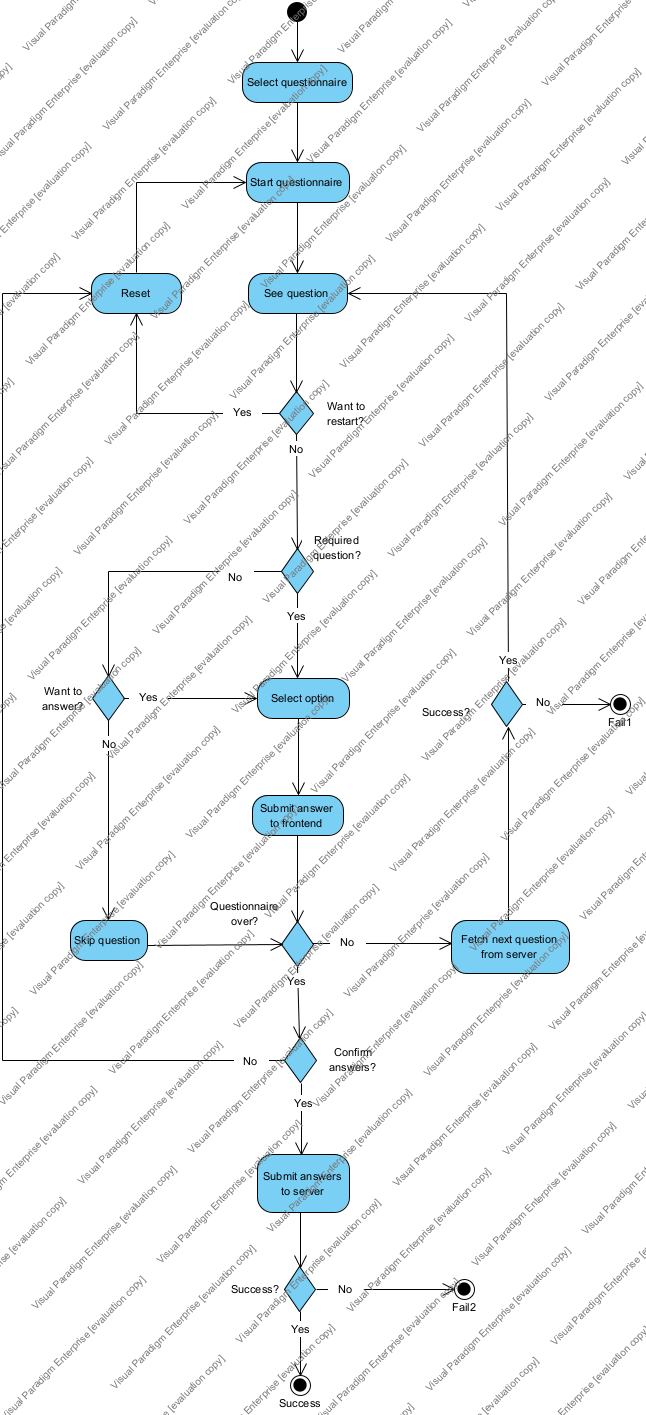 Select questionnaire
Start questionnaire
Reset
See question
Yes
Want to
restart?
No
Required
question?
No
Yes
Yes
Want to
answer?
Yes
Select option
Success?
No
Fail1
No
Submit answer
to frontend
Questionnaire
over?
Skip question
No
Fetch next question
from server
Yes
No
Confirm
answers?
Yes
Submit answers
to server
Success?
No
Fail2
Yes
Success
Visual Paradigm Enterprise [evaluation copy]